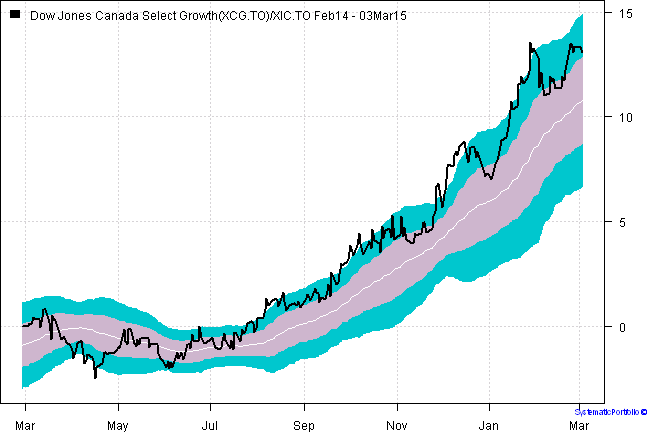 Dow Jones Canada Select Growth(XCG.TO)/XIC.TO Feb14 - 03Mar15
15
10
5
0
Mar May Jul Sep Nov Jan Mar
SystematicPortfolio ©